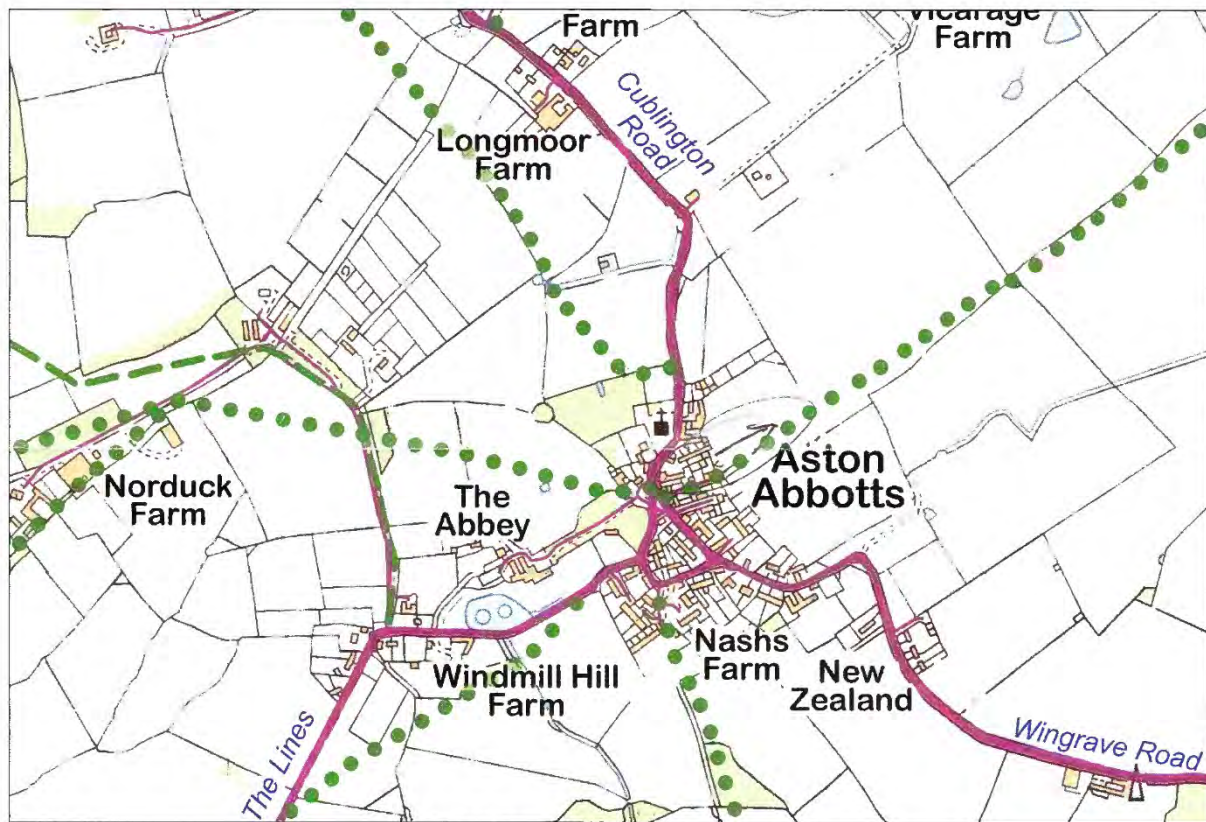 Farm
Vicarage
Farm
Cublington
Road
Longmoor
Farm
Norduck
Farm
The
Abbey
Aston
Abbotts
Nashs
Farm
New
Zealand
Windmill Hill
Farm
The Lines
Wingrave Road